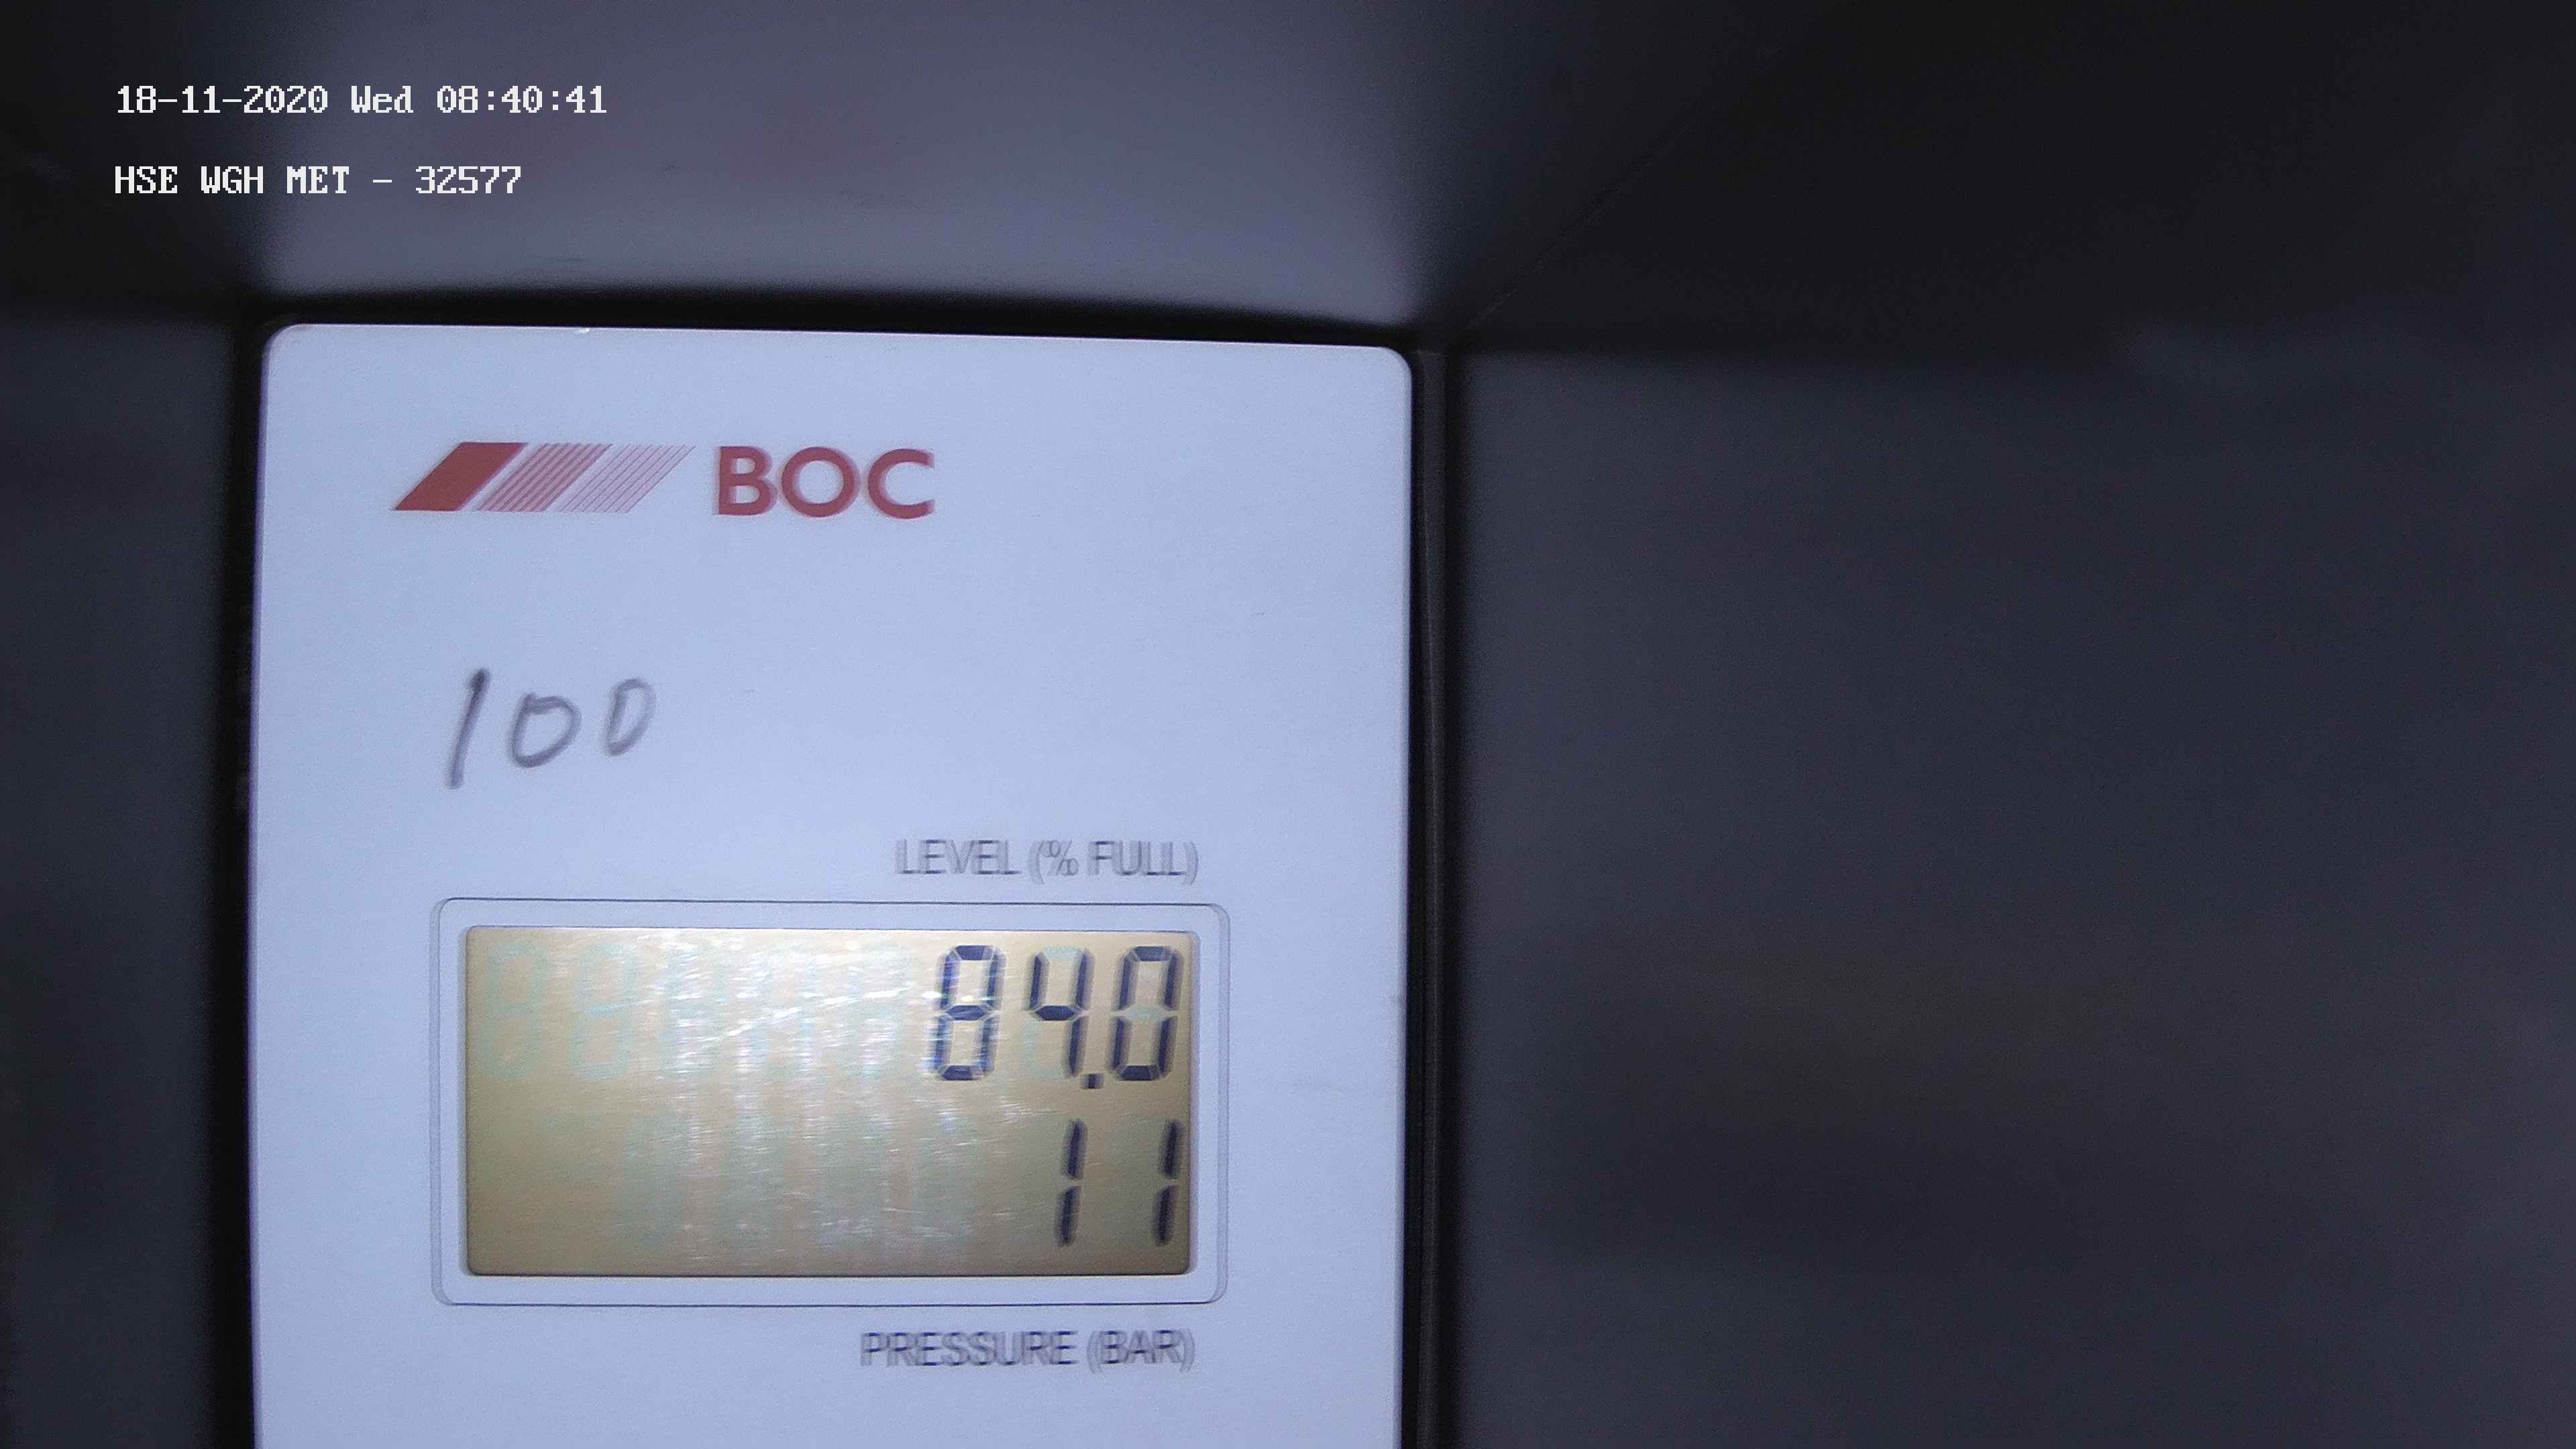 18-11-2020 Wed 08:40:41
HSE WGH MET - 32577
BOC
100
LEVEL (% FULL)
84.0
11
PRESSURE (BAR)